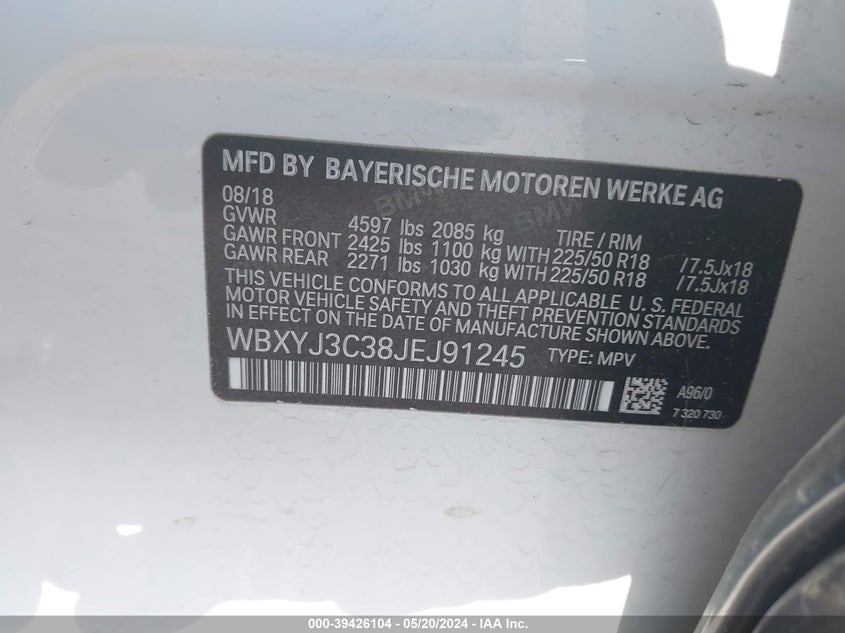 MFD BY BAYERISCHE MOTOREN WERKE AG
08/18
GVWR 4597 lbs 2085 kg TIRE / RIM
GAWR FRONT 2425 lbs 1100 kg WITH 225/50 R18 /7.5Jx18
GAWR REAR 2271 lbs 1030 kg WITH 225/50 R18 /7.5Jx18
THIS VEHICLE CONFORMS TO ALL APPLICABLE U. S. FEDERAL
MOTOR VEHICLE SAFETY AND THEFT PREVENTION STANDARDS
IN EFFECT ON THE DATE OF MANUFACTURE SHOWN ABOVE.
WBXYJ3C38JEJ91245 TYPE: MPV
A96/0
7 320 730
000-39426104 / 05/20/2024 - IAA Inc.